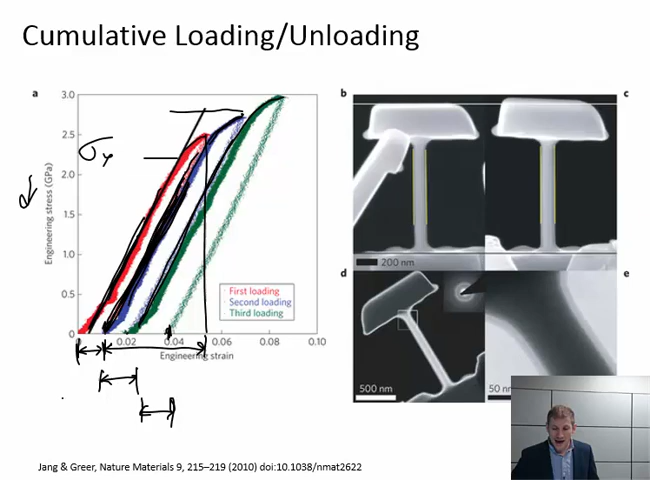 Cumulative Loading/Unloading
a
3.0
2.5
2.0
1.5
1.0
0.5
0
Engineering stress (GPa)
σy
σ
First loading
Second loading
Third loading
0
0.02
0.04
0.06
0.08
0.10
Engineering strain
b
c
200 nm
d
e
500 nm
50 n
Jang & Greer, Nature Materials 9, 215–219 (2010) doi:10.1038/nmat2622